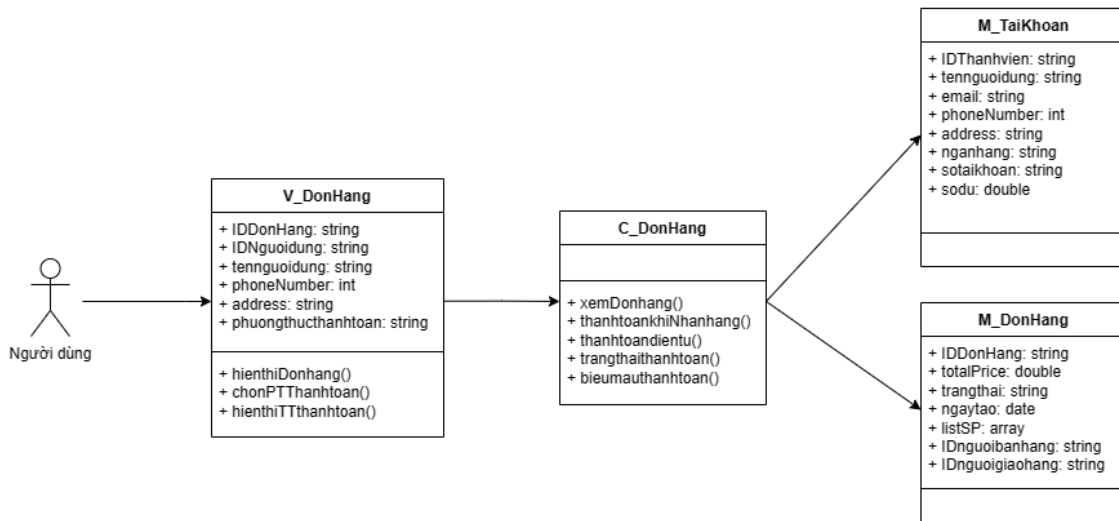 Người dùng
V_DonHang
+ IDDonHang: string
+ IDNguoidung: string
+ tennguoidung: string
+ phoneNumber: int
+ address: string
+ phuongthucthanhtoan: string
+ hienthiDonhang()
+ chonPTThanhtoan()
+ hienthiTTthanhtoan()
C_DonHang
+ xemDonhang()
+ thanhtoankhiNhanhang()
+ thanhtoandientu()
+ trangthaithanhtoan()
+ bieumauthanhtoan()
M_TaiKhoan
+ IDThanhvien: string
+ tennguoidung: string
+ email: string
+ phoneNumber: int
+ address: string
+ nganhang: string
+ sotaikhoan: string
+ sodu: double
M_DonHang
+ IDDonHang: string
+ totalPrice: double
+ trangthai: string
+ ngaytao: date
+ listSP: array
+ IDnguoibanhang: string
+ IDnguoigiaohang: string